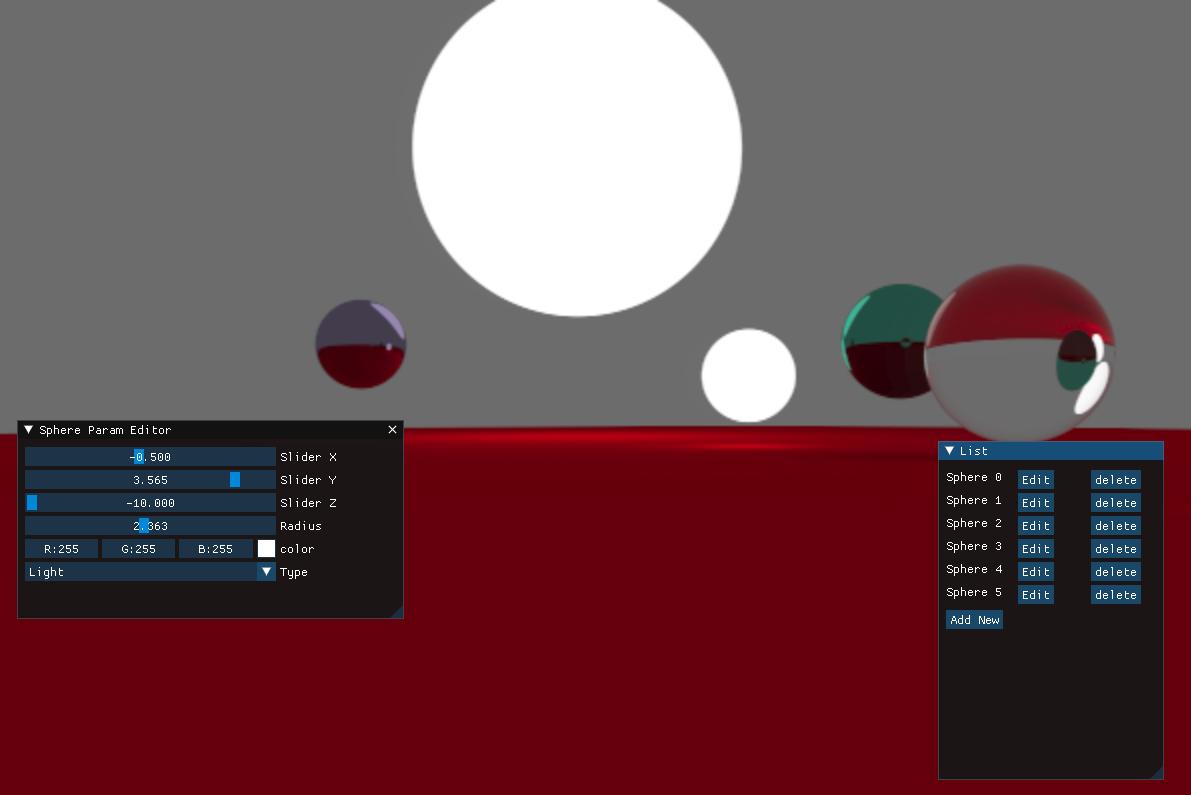 Sphere Param Editor
-0.500 Slider X
3.565 Slider Y
-10.000 Slider Z
2.363 Radius
R:255 G:255 B:255 color
Light Type
List
Sphere 0 Edit delete
Sphere 1 Edit delete
Sphere 2 Edit delete
Sphere 3 Edit delete
Sphere 4 Edit delete
Sphere 5 Edit delete
Add New